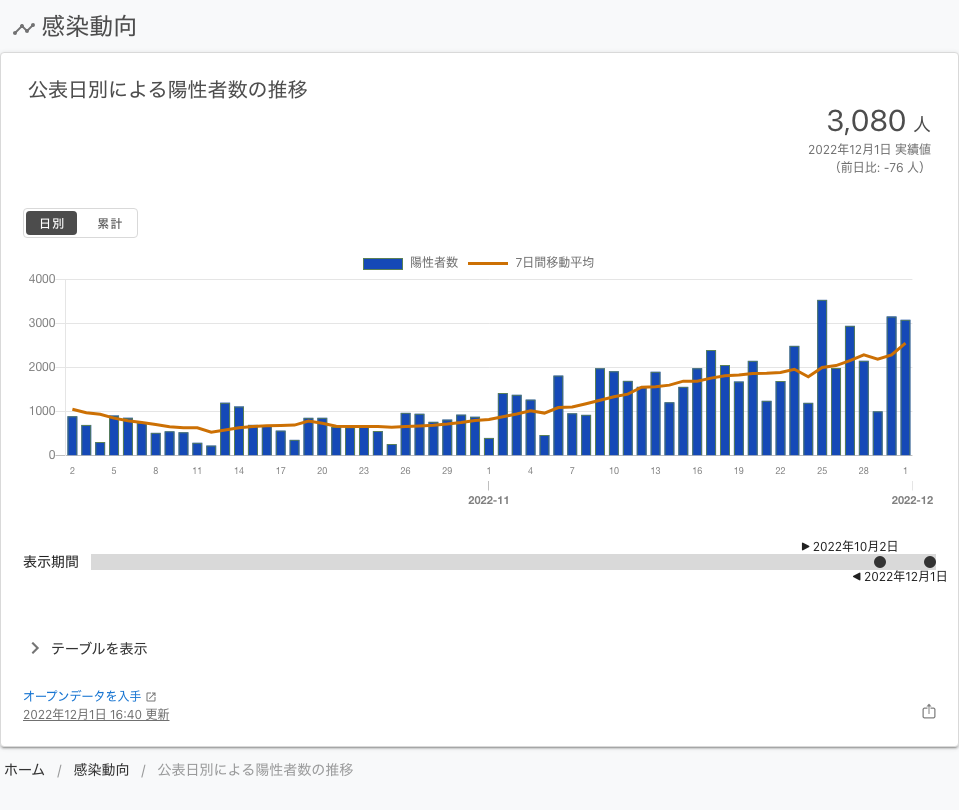 感染動向
公表日別による陽性者数の推移
3,080 人
2022年12月1日 実績値
（前日比: -76 人）
日別 累計
陽性者数 7日間移動平均
4000
3000
2000
1000
0
2 5 8 11 14 17 20 23 26 29 1 4 7 10 13 16 19 22 25 28 1
2022-11 2022-12
▶ 2022年10月2日
表示期間
◀ 2022年12月1日
テーブルを表示
オープンデータを入手
2022年12月1日 16:40 更新
ホーム / 感染動向 / 公表日別による陽性者数の推移